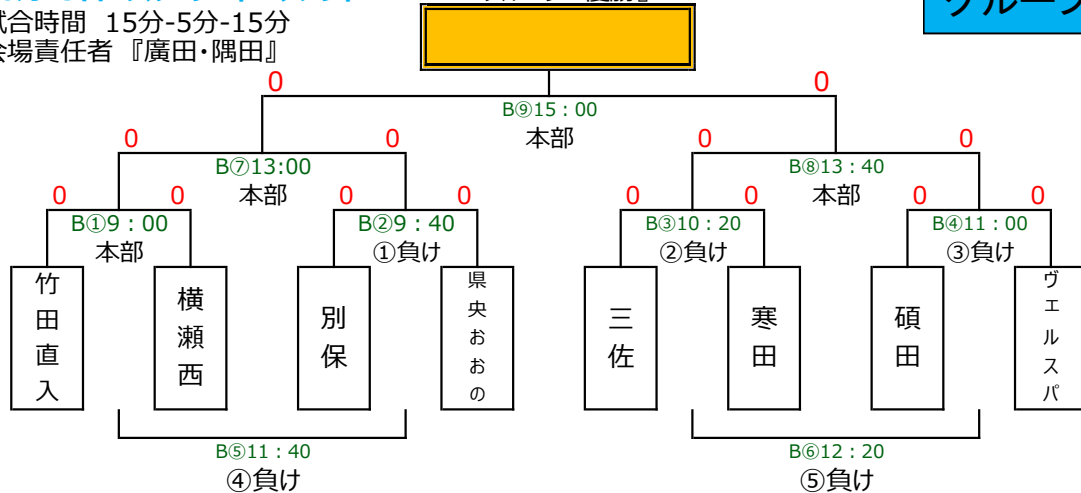 試合時間 15分-5分-15分
会場責任者『廣田・隅田』
グルー
0 0
B⑨15：00
本部
0 0 0 0
B⑦13:00 B⑧13：40
本部 本部
0 0 0 0 0 0 0 0
B①9：00 B②9：40 B③10：20 B④11：00
本部 ①負け ②負け ③負け
竹田直入
横瀬西
別保
県央おおの
三佐
寒田
碩田
ヴェルスパ
B⑤11：40 B⑥12：20
④負け ⑤負け